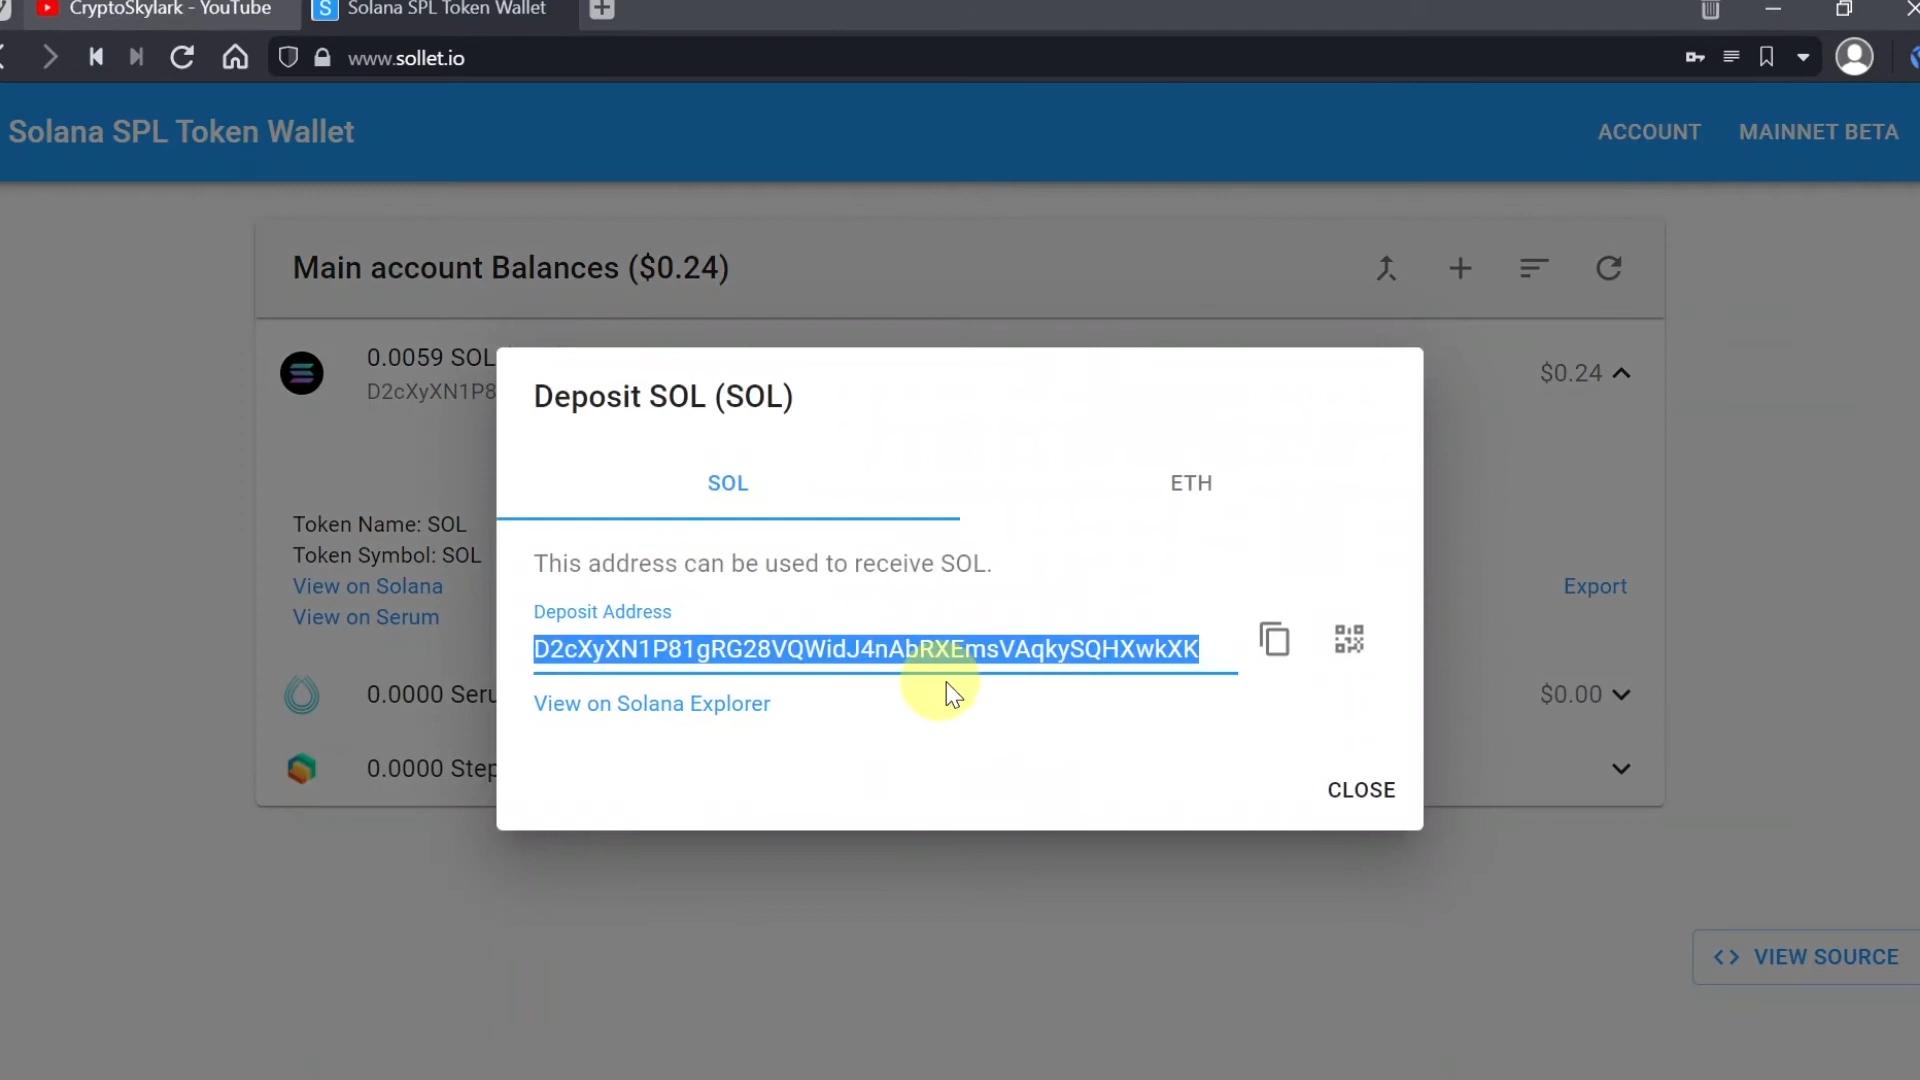 CryptoSkylark - YouTube
S Solana SPL Token Wallet
www.sollet.io
Solana SPL Token Wallet
ACCOUNT
MAINNET BETA
Main account Balances ($0.24)
0.0059 SOL
D2cXyXN1P8
$0.24
Deposit SOL (SOL)
SOL
ETH
This address can be used to receive SOL.
Deposit Address
D2cXyXN1P81gRG28VQWidJ4nAbRXEmsVAqkySQHXwkXK
View on Solana Explorer
CLOSE
Token Name: SOL
Token Symbol: SOL
View on Solana
View on Serum
Export
0.0000 Seru
$0.00
0.0000 Step
<> VIEW SOURCE